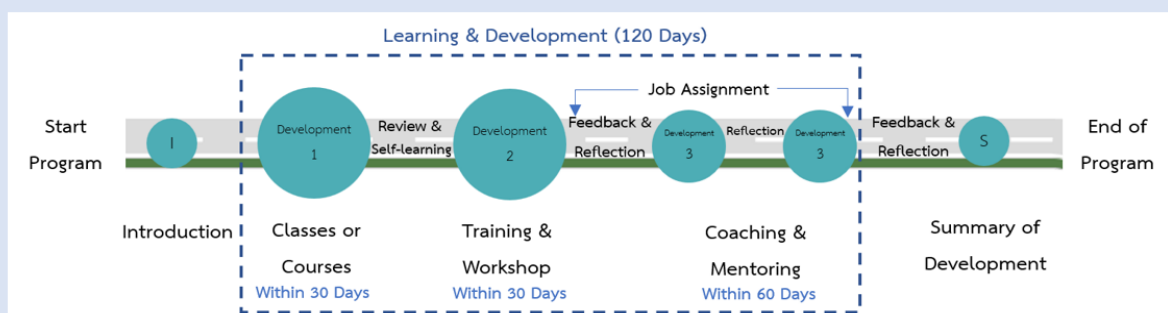 Learning & Development (120 Days)
Job Assignment
Start
Program
I
Development
1
Review &
Self-learning
Development
2
Feedback &
Reflection
Development
3
Reflection
Development
3
Feedback &
Reflection
S
End of
Program
Introduction
Classes or
Courses
Within 30 Days
Training &
Workshop
Within 30 Days
Coaching &
Mentoring
Within 60 Days
Summary of
Development